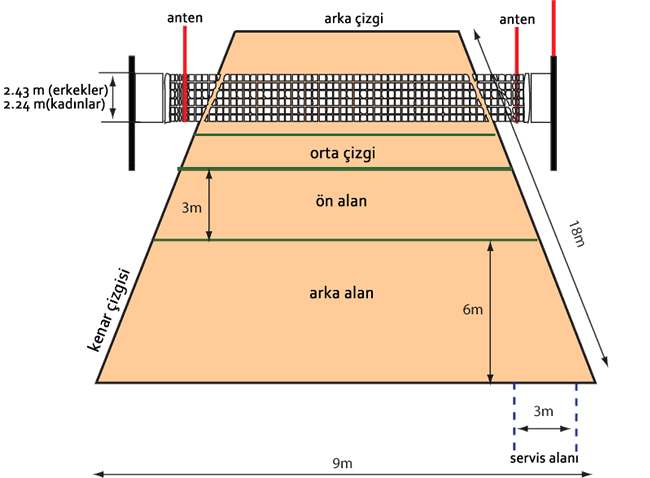 arka çizgi
anten
anten
2.43 m (erkekler)
2.24 m(kadınlar)
orta çizgi
ön alan
3m
18m
kenar çizgisi
arka alan
6m
3m
servis alanı
9m